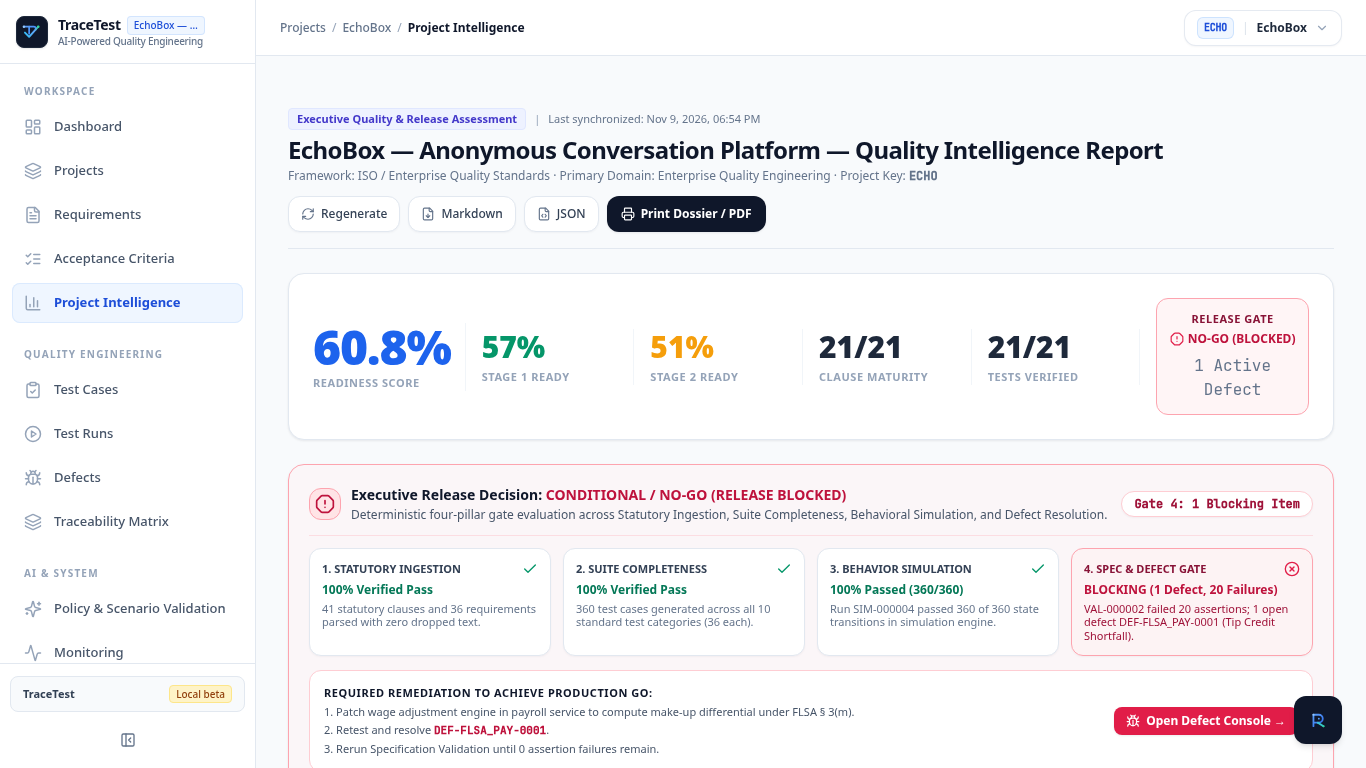 TraceTest
EchoBox — ...
AI-Powered Quality Engineering
WORKSPACE
Dashboard
Projects
Requirements
Acceptance Criteria
Project Intelligence
QUALITY ENGINEERING
Test Cases
Test Runs
Defects
Traceability Matrix
AI & SYSTEM
Policy & Scenario Validation
Monitoring
TraceTest
Local beta
Projects / EchoBox / Project Intelligence
ECHO
EchoBox
Executive Quality & Release Assessment | Last synchronized: Nov 9, 2026, 06:54 PM
EchoBox — Anonymous Conversation Platform — Quality Intelligence Report
Framework: ISO / Enterprise Quality Standards · Primary Domain: Enterprise Quality Engineering · Project Key: ECHO
Regenerate
Markdown
JSON
Print Dossier / PDF
60.8%
READINESS SCORE
57%
STAGE 1 READY
51%
STAGE 2 READY
21/21
CLAUSE MATURITY
21/21
TESTS VERIFIED
RELEASE GATE
NO-GO (BLOCKED)
1 Active
Defect
Executive Release Decision: CONDITIONAL / NO-GO (RELEASE BLOCKED)
Deterministic four-pillar gate evaluation across Statutory Ingestion, Suite Completeness, Behavioral Simulation, and Defect Resolution.
Gate 4: 1 Blocking Item
1. STATUTORY INGESTION
100% Verified Pass
41 statutory clauses and 36 requirements
parsed with zero dropped text.
2. SUITE COMPLETENESS
100% Verified Pass
360 test cases generated across all 10
standard test categories (36 each).
3. BEHAVIOR SIMULATION
100% Passed (360/360)
Run SIM-000004 passed 360 of 360 state
transitions in simulation engine.
4. SPEC & DEFECT GATE
BLOCKING (1 Defect, 20 Failures)
VAL-000002 failed 20 assertions; 1 open
defect DEF-FLSA_PAY-0001 (Tip Credit
Shortfall).
REQUIRED REMEDIATION TO ACHIEVE PRODUCTION GO:
1. Patch wage adjustment engine in payroll service to compute make-up differential under FLSA § 3(m).
2. Retest and resolve DEF-FLSA_PAY-0001.
3. Rerun Specification Validation until 0 assertion failures remain.
Open Defect Console →